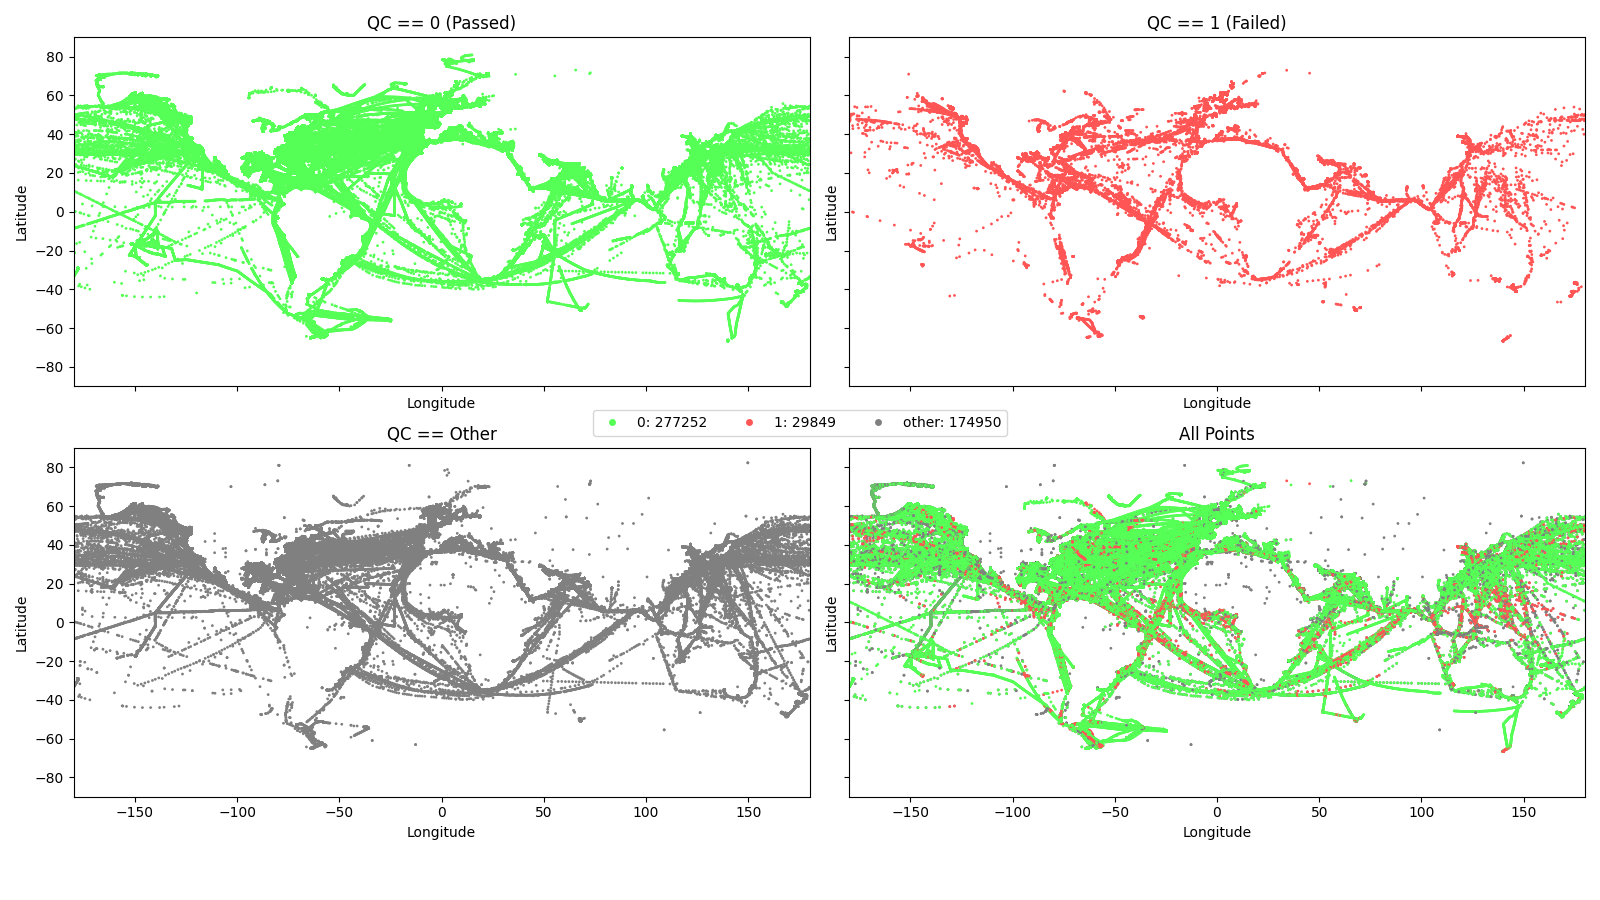 QC == 0 (Passed)
QC == 1 (Failed)
80
60
40
20
0
−20
−40
−60
−80
Latitude
Latitude
Longitude
Longitude
0: 277252 1: 29849 other: 174950
QC == Other
All Points
80
60
40
20
0
−20
−40
−60
−80
Latitude
Latitude
−150 −100 −50 0 50 100 150
−150 −100 −50 0 50 100 150
Longitude
Longitude